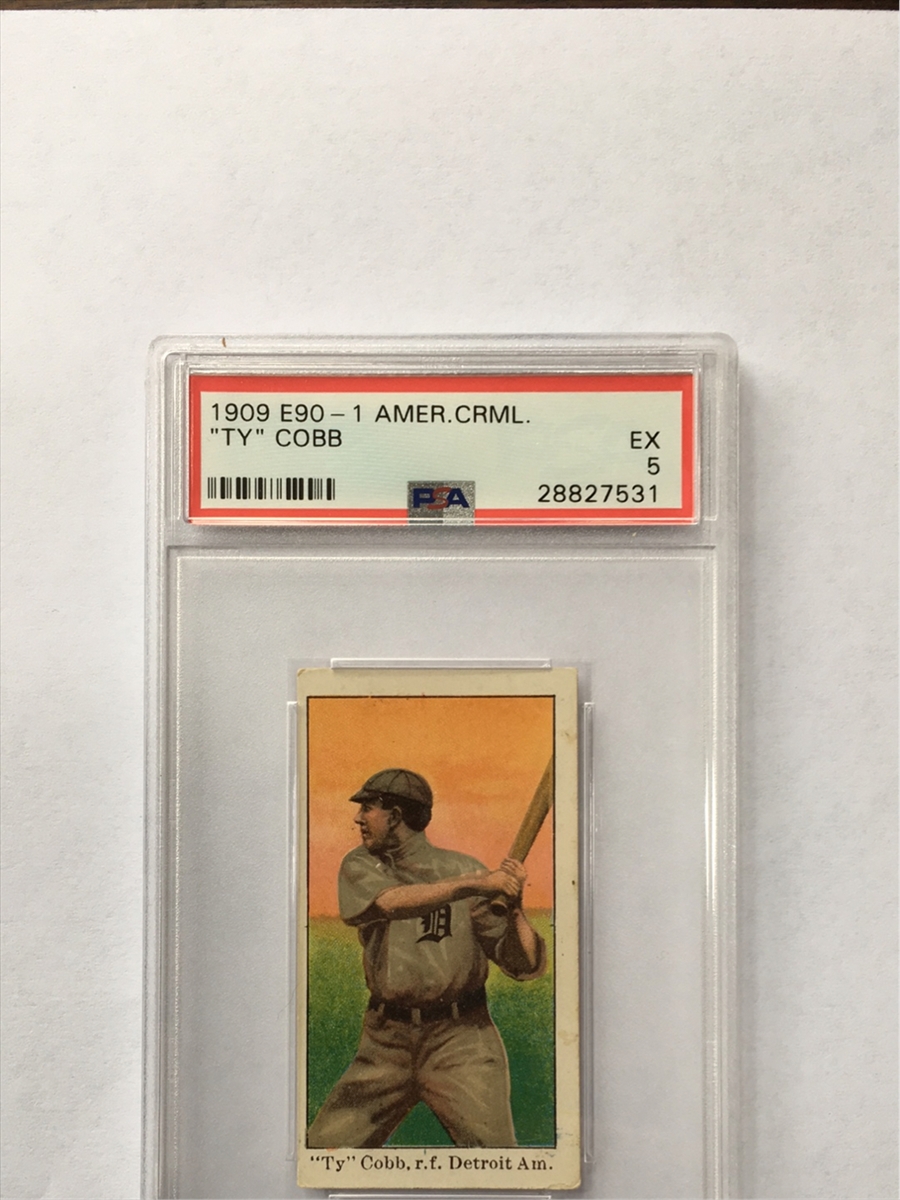 1909 E90-1 AMER.CRML.
"TY" COBB
EX
5
PSA
28827531
D
"Ty" Cobb, r.f. Detroit Am.